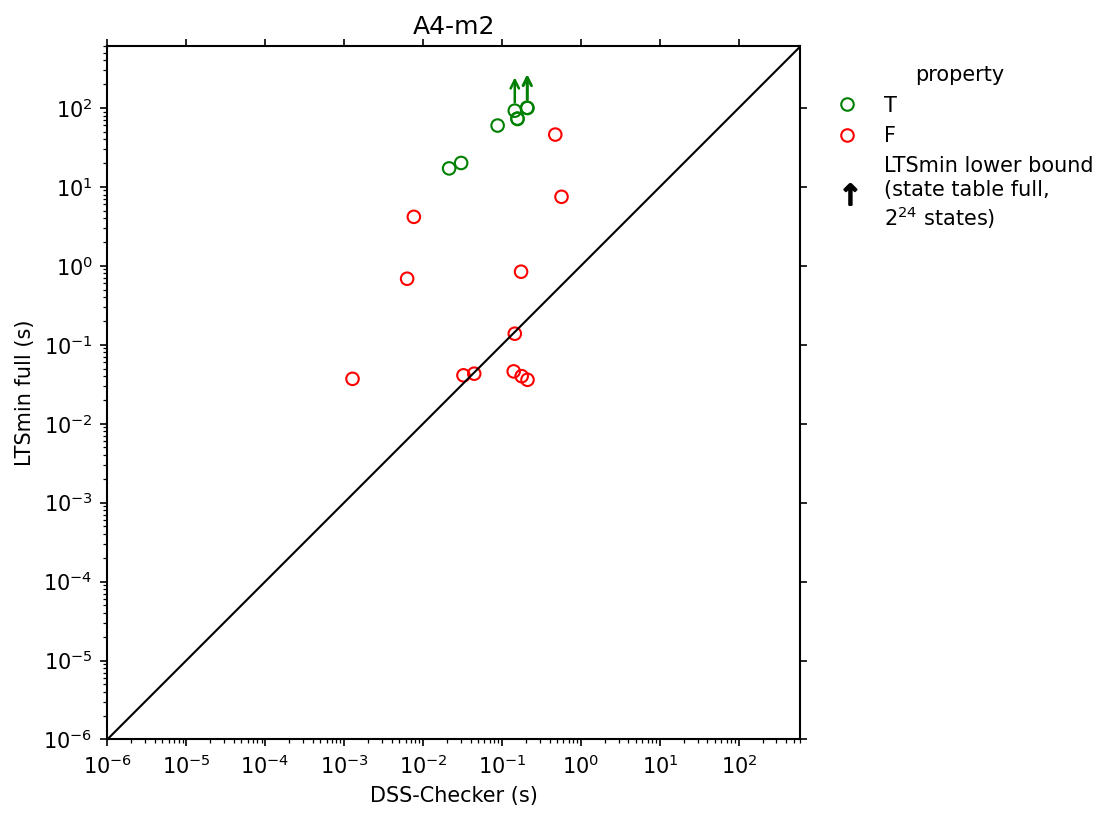 A4-m2
property
T
F
LTSmin lower bound
(state table full,
2²⁴ states)
LTSmin full (s)
10²
10¹
10⁰
10⁻¹
10⁻²
10⁻³
10⁻⁴
10⁻⁵
10⁻⁶
10⁻⁶ 10⁻⁵ 10⁻⁴ 10⁻³ 10⁻² 10⁻¹ 10⁰ 10¹ 10²
DSS-Checker (s)